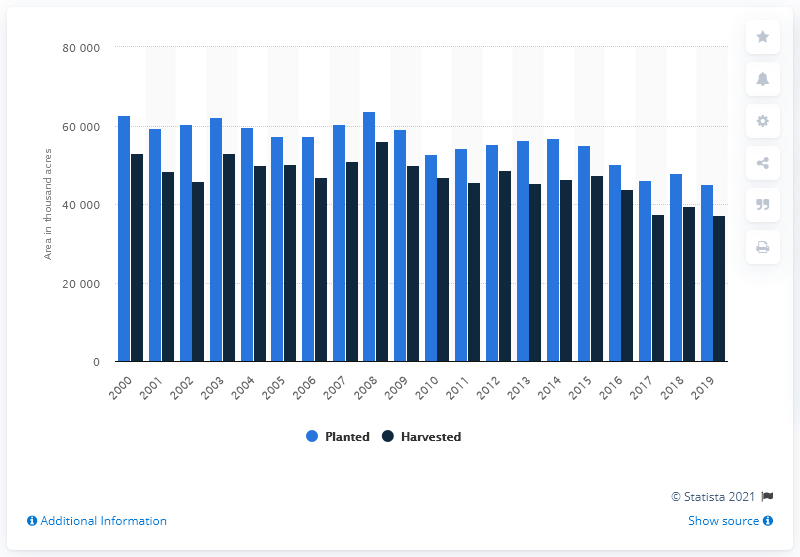 80 000
60 000
40 000
20 000
0
Area in thousand acres
2000 2001 2002 2003 2004 2005 2006 2007 2008 2009 2010 2011 2012 2013 2014 2015 2016 2017 2018 2019
Planted Harvested
© Statista 2021
Additional Information Show source